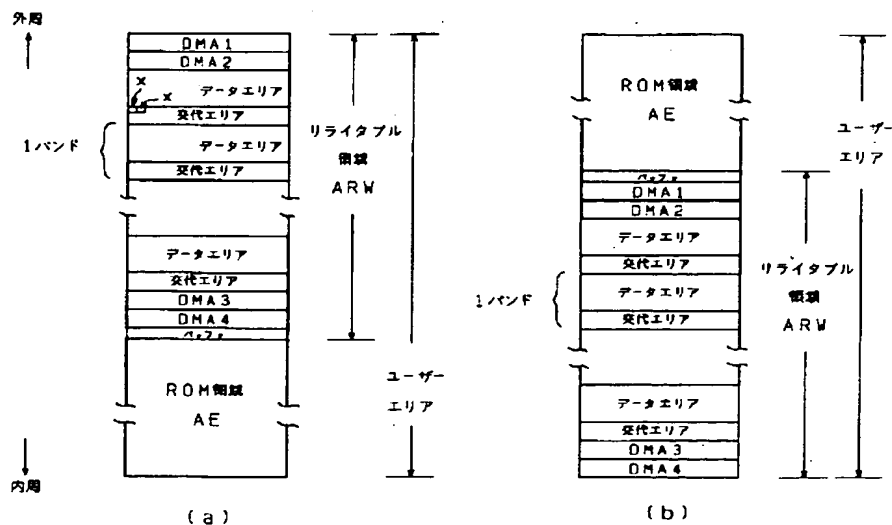 外周
DMA1
DMA2
データエリア
x
x
交代エリア
1バンド
データエリア
交代エリア
リライタブル
領域
ARW
データエリア
交代エリア
DMA3
DMA4
バッファ
ROM領域
AE
ユーザー
エリア
内周
(a)
ROM領域
AE
ユーザー
エリア
バッファ
DMA1
DMA2
データエリア
交代エリア
1バンド
データエリア
交代エリア
リライタブル
領域
ARW
データエリア
交代エリア
DMA3
DMA4
(b)